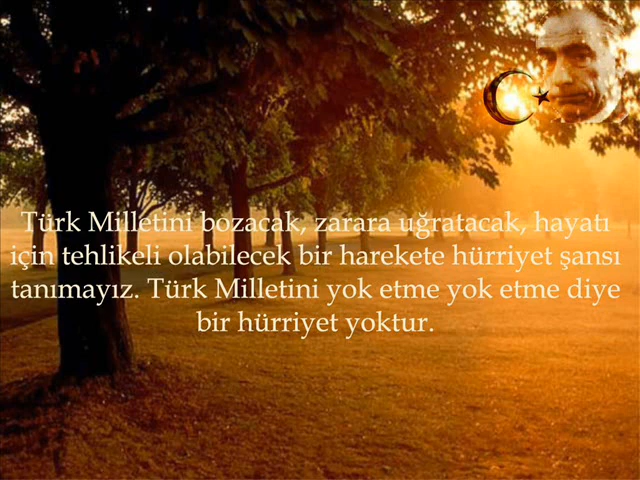 Türk Milletini bozacak, zarara uğratacak, hayatı
için tehlikeli olabilecek bir harekete hürriyet şansı
tanımayız. Türk Milletini yok etme yok etme diye
bir hürriyet yoktur.